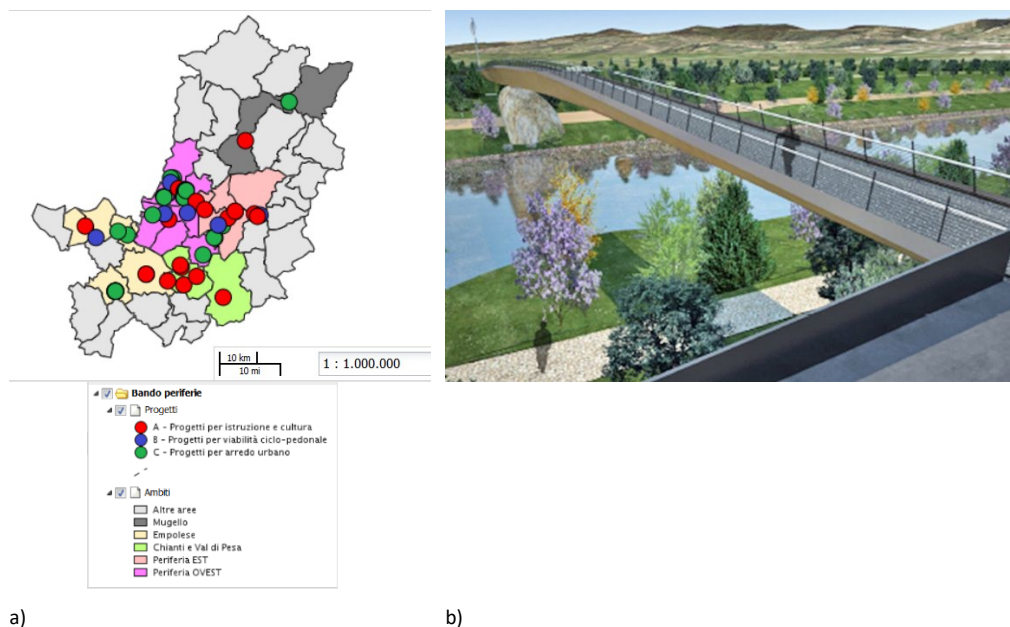 10 km
10 mi
1 : 1.000.000
Bando periferie
Progetti
A - Progetti per istruzione e cultura
B - Progetti per viabilità ciclo-pedonale
C - Progetti per arredo urbano
Ambiti
Altre aree
Mugello
Empolese
Chianti e Val di Pesa
Periferia EST
Periferia OVEST
a)
b)